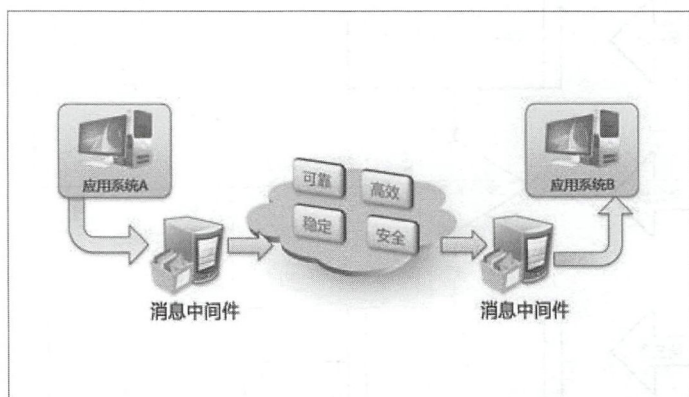 应用系统A
应用系统B
可靠
高效
稳定
安全
消息中间件
消息中间件